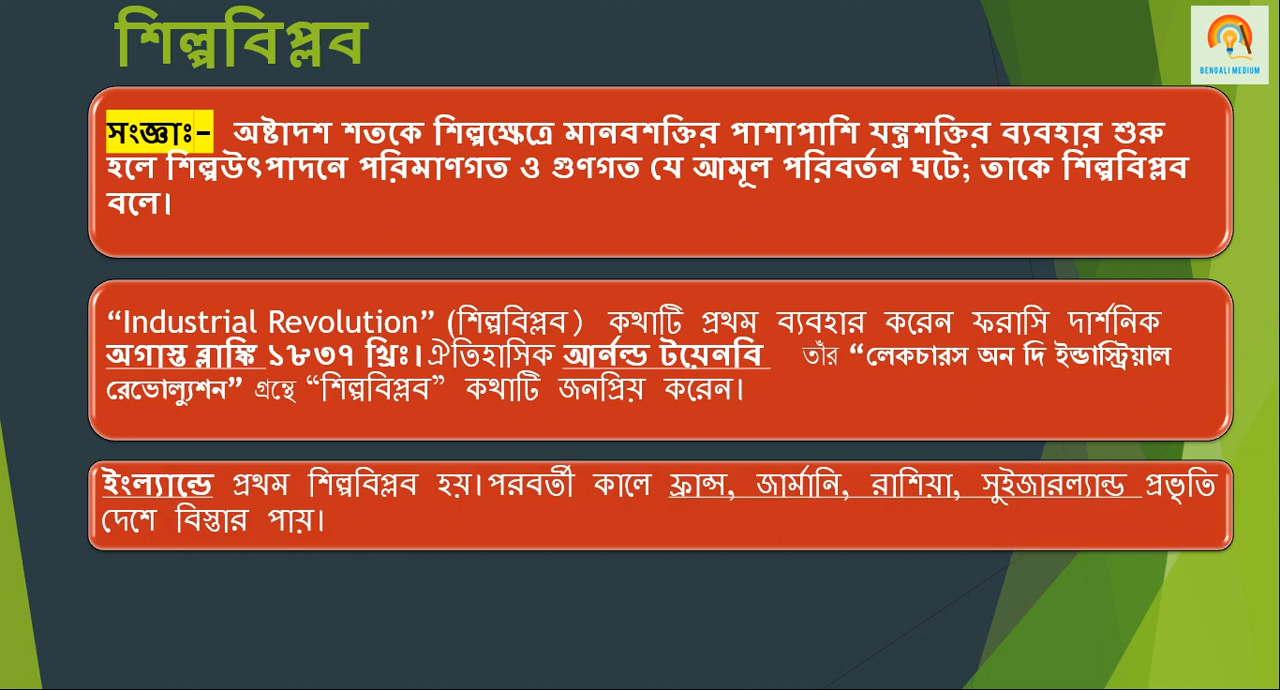 শিল্পবিপ্লব
BENGALI MEDIUM
সংজ্ঞাঃ– অষ্টাদশ শতকে শিল্পক্ষেত্রে মানবশক্তির পাশাপাশি যন্ত্রশক্তির ব্যবহার শুরু
হলে শিল্পউৎপাদনে পরিমাণগত ও গুণগত যে আমূল পরিবর্তন ঘটে; তাকে শিল্পবিপ্লব
বলে।
“Industrial Revolution” (শিল্পবিপ্লব) কথাটি প্রথম ব্যবহার করেন ফরাসি দার্শনিক
অগাস্ত ব্লাঙ্কি ১৮৩৭ খ্রিঃ। ঐতিহাসিক আর্নল্ড টয়েনবি তাঁর “লেকচারস অন দি ইন্ডাস্ট্রিয়াল
রেভোল্যুশন” গ্রন্থে “শিল্পবিপ্লব” কথাটি জনপ্রিয় করেন।
ইংল্যান্ডে প্রথম শিল্পবিপ্লব হয়। পরবর্তী কালে ফ্রান্স, জার্মানি, রাশিয়া, সুইজারল্যান্ড প্রভৃতি
দেশে বিস্তার পায়।